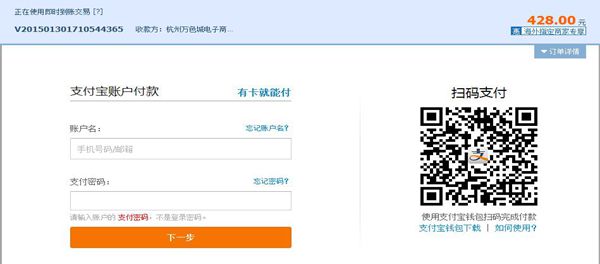 正在使用即时到账交易 [?]
428.00 元
V201501301710544365 收款方：杭州万色城电子商...
惠 海外指宝商家专享
订单详情
支付宝账户付款 有卡就能付
扫码支付
账户名： 忘记账户名？
手机号码/邮箱
支付密码： 忘记密码？
请输入账户的 支付密码，不是登录密码。
下一步
使用支付宝钱包扫码完成付款
支付宝钱包下载 | 如何使用？